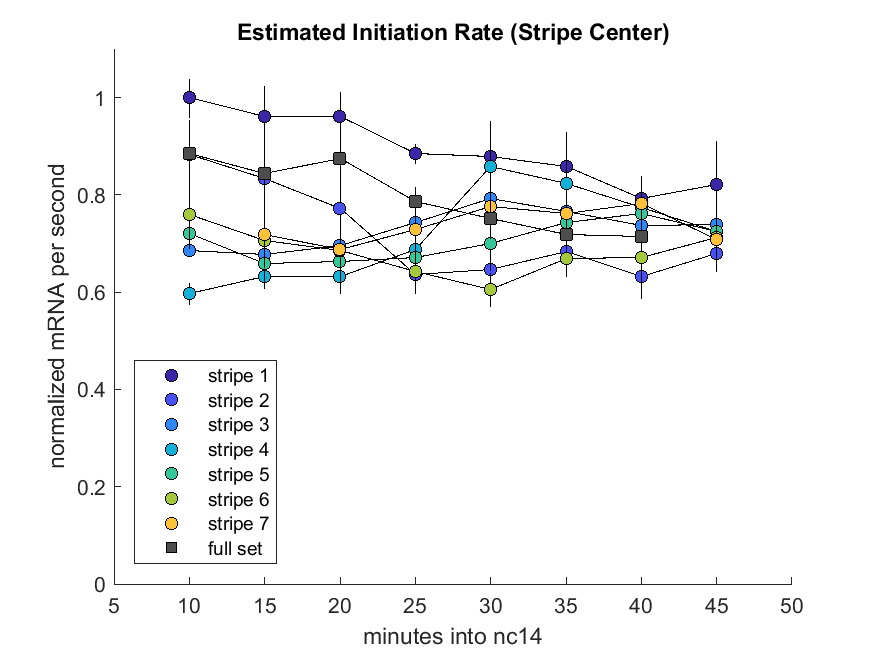 Estimated Initiation Rate (Stripe Center)
normalized mRNA per second
1
0.8
0.6
0.4
0.2
0
stripe 1
stripe 2
stripe 3
stripe 4
stripe 5
stripe 6
stripe 7
full set
5 10 15 20 25 30 35 40 45 50
minutes into nc14